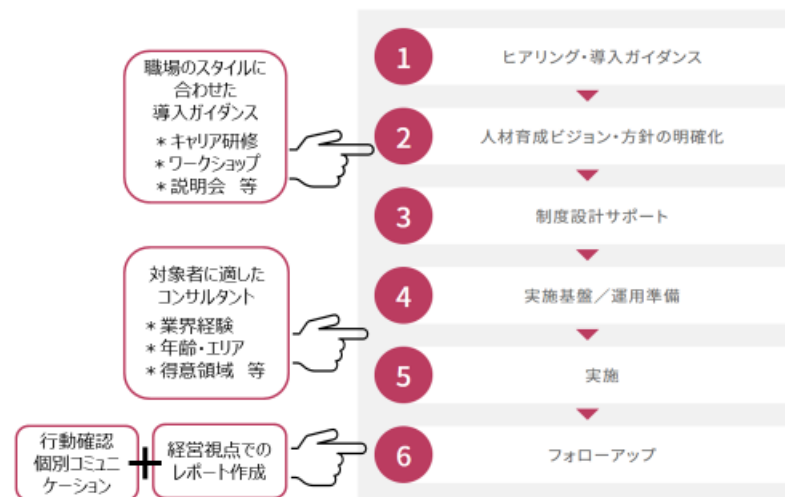 職場のスタイルに
合わせた
導入ガイダンス
＊キャリア研修
＊ワークショップ
＊説明会 等
対象者に適した
コンサルタント
＊業界経験
＊年齢・エリア
＊得意領域 等
行動確認
個別コミュニ
ケーション
+
経営視点での
レポート作成
1 ヒアリング・導入ガイダンス
2 人材育成ビジョン・方針の明確化
3 制度設計サポート
4 実施基盤／運用準備
5 実施
6 フォローアップ